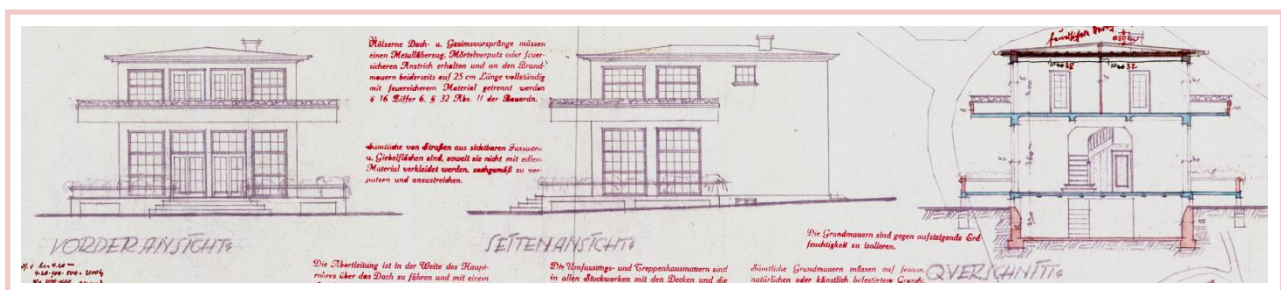 Hölzerne Dach- u. Gesimsvorsprünge müssen
einen Metallüberzug, Mörtelverputz oder feuer-
sicheren Anstrich erhalten und an den Brand-
mauern beiderseits auf 25 cm Länge vollständig
mit feuersicherem Material getrennt werden
§ 16 Ziffer 6, § 32 Abs. II der Bauordn.
Sämtliche von Straßen aus sichtbaren Fassaden
u. Giebelflächen sind, soweit sie nicht mit edlem
Material verkleidet werden, sachgemäß zu ver-
putzen und anzustreichen.
VORDERANSICHT
SEITENANSICHT
Die Grundmauern sind gegen aufsteigende Erd-
feuchtigkeit zu isolieren.
QVERSCHNITT
Die Abortleitung ist in der Weite des Haupt-
rohres über das Dach zu führen und mit einem
Die Umfassungs- und Treppenhausmauern sind
in allen Stockwerken mit den Decken und die
Sämtliche Grundmauern müssen auf festem,
natürlichen oder künstlich befestigtem Grunde